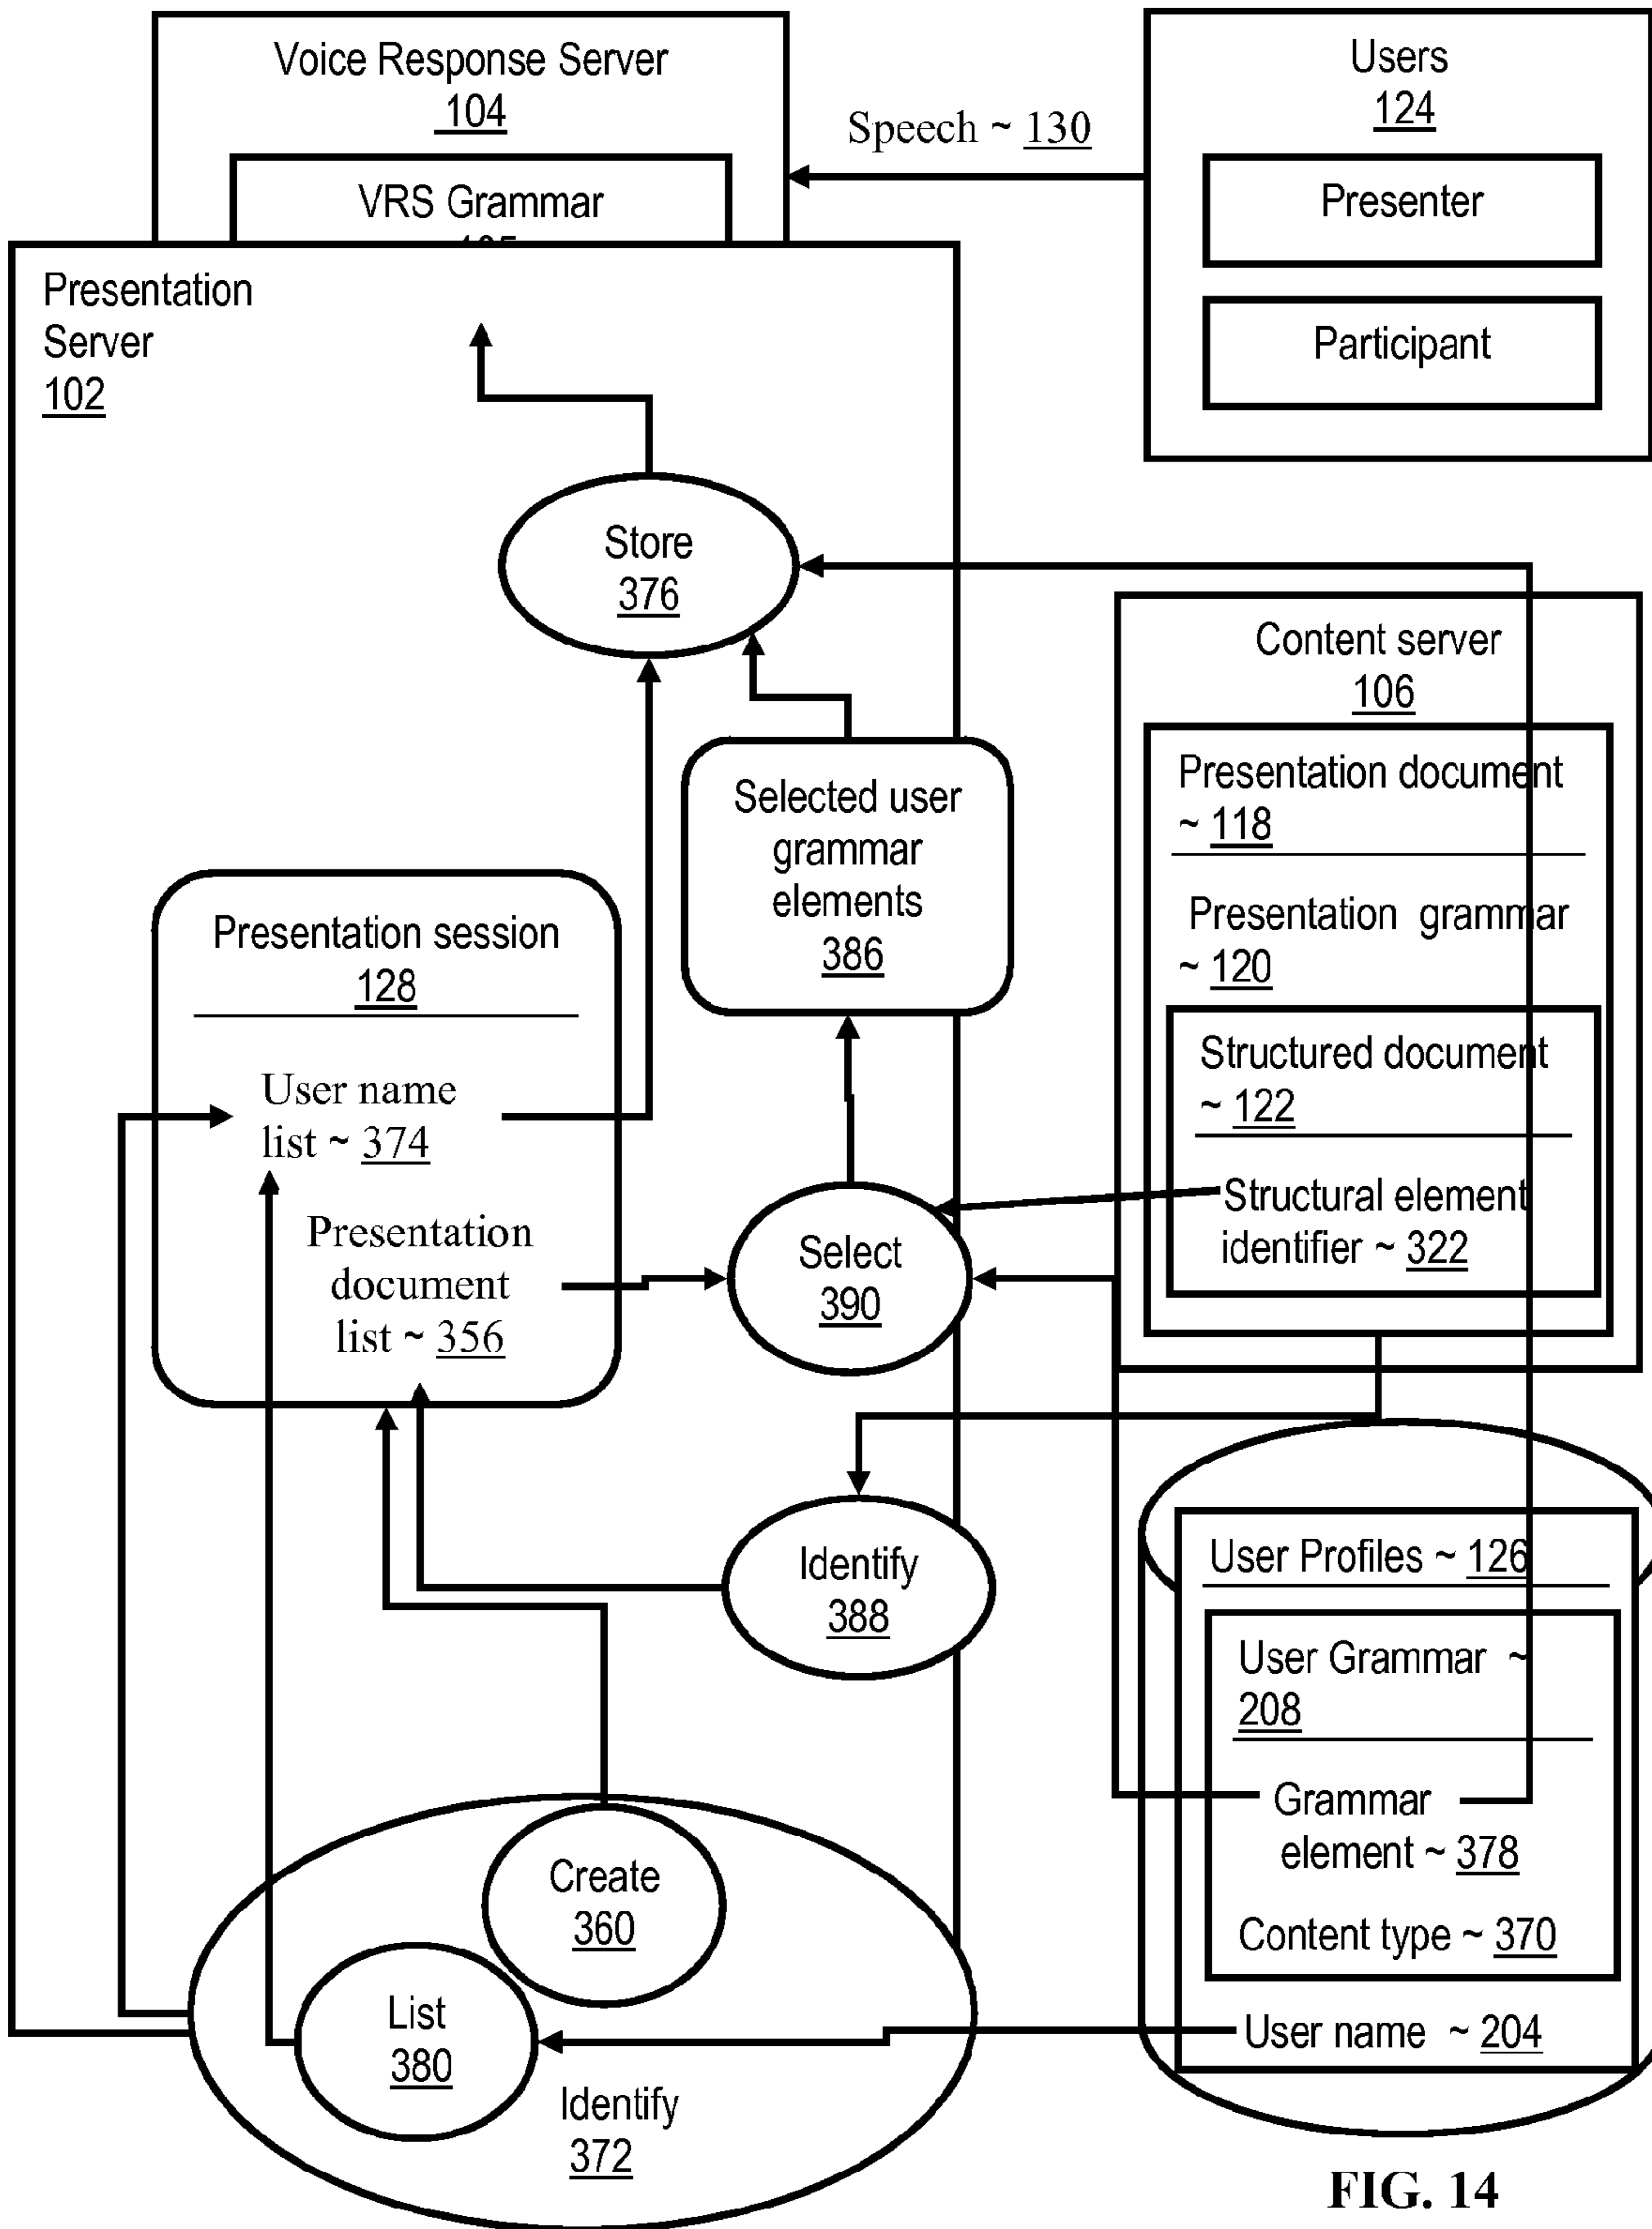 Voice Response Server
104
VRS Grammar
Speech ~ 130
Users
124
Presenter
Participant
Presentation
Server
102
Store
376
Content server
106
Presentation document
~ 118
Presentation grammar
~ 120
Structured document
~ 122
Structural element
identifier ~ 322
Selected user
grammar
elements
386
Presentation session
128
User name
list ~ 374
Presentation
document
list ~ 356
Select
390
Identify
388
User Profiles ~ 126
User Grammar ~
208
Grammar
element ~ 378
Content type ~ 370
User name ~ 204
Create
360
List
380
Identify
372
FIG. 14